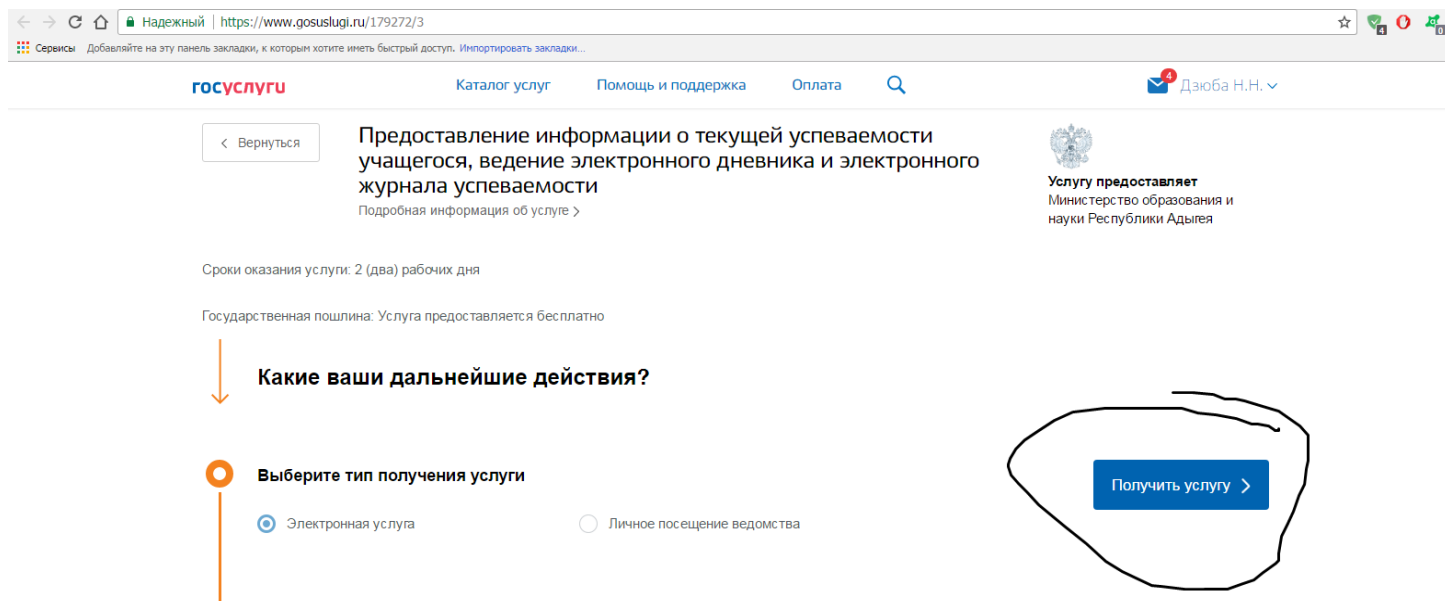 Надежный https://www.gosuslugi.ru/179272/3
4
0
Сервисы Добавляйте на эту панель закладки, к которым хотите иметь быстрый доступ. Импортировать закладки...
госуслуги Каталог услуг Помощь и поддержка Оплата 4 Дзюба Н.Н.
Вернуться
Предоставление информации о текущей успеваемости
учащегося, ведение электронного дневника и электронного
журнала успеваемости
Подробная информация об услуге
Услугу предоставляет
Министерство образования и
науки Республики Адыгея
Сроки оказания услуги: 2 (два) рабочих дня
Государственная пошлина: Услуга предоставляется бесплатно
Какие ваши дальнейшие действия?
Выберите тип получения услуги
Получить услугу
Электронная услуга Личное посещение ведомства